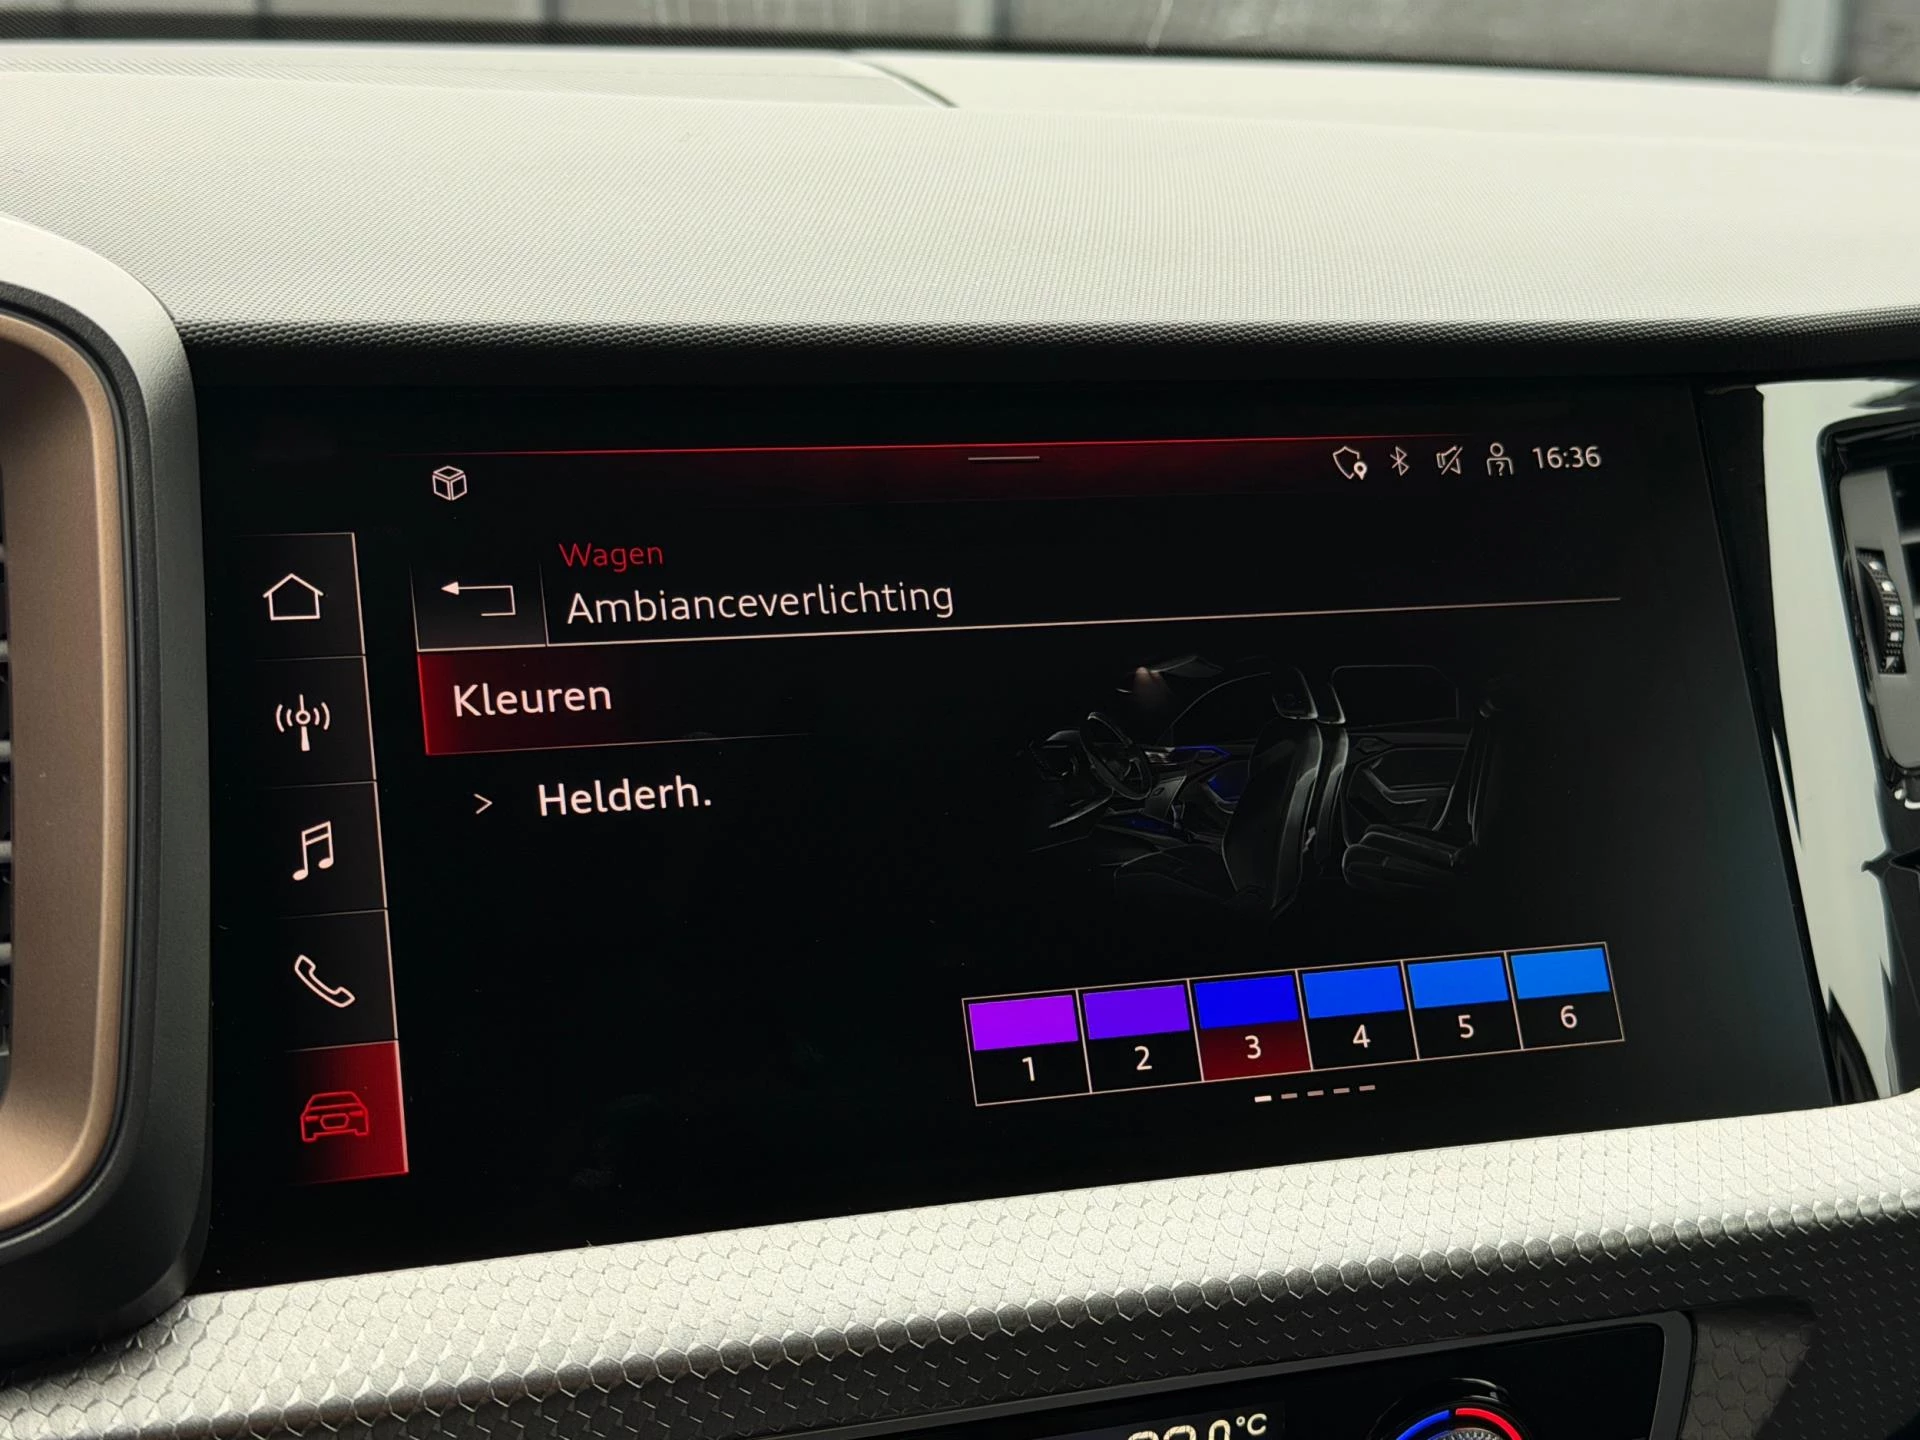 16:36
Wagen
Ambianceverlichting
Kleuren
> Helderh.
1 2 3 4 5 6
°C